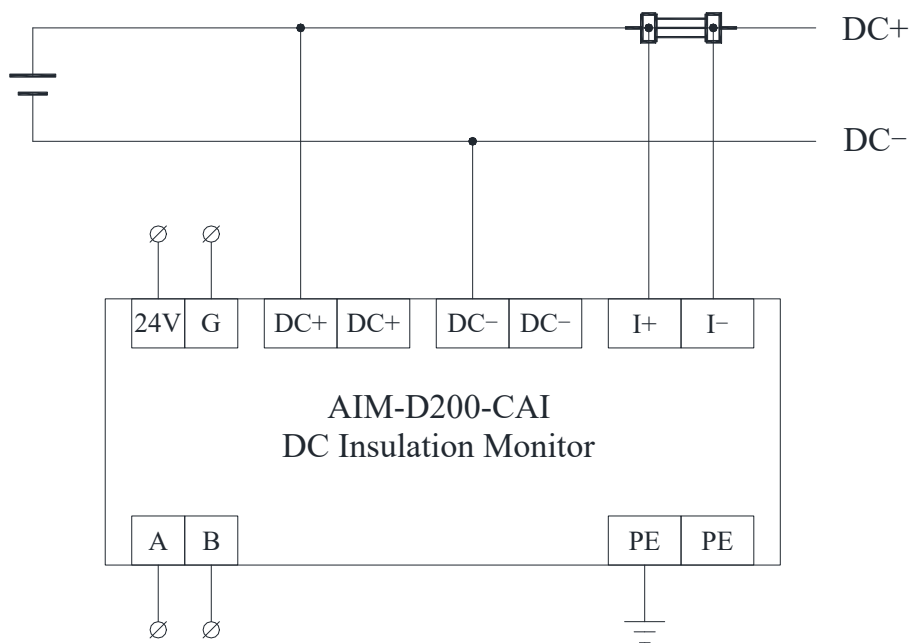 DC+
DC−
24V G DC+ DC+ DC− DC− I+ I−
AIM-D200-CAI
DC Insulation Monitor
A B PE PE